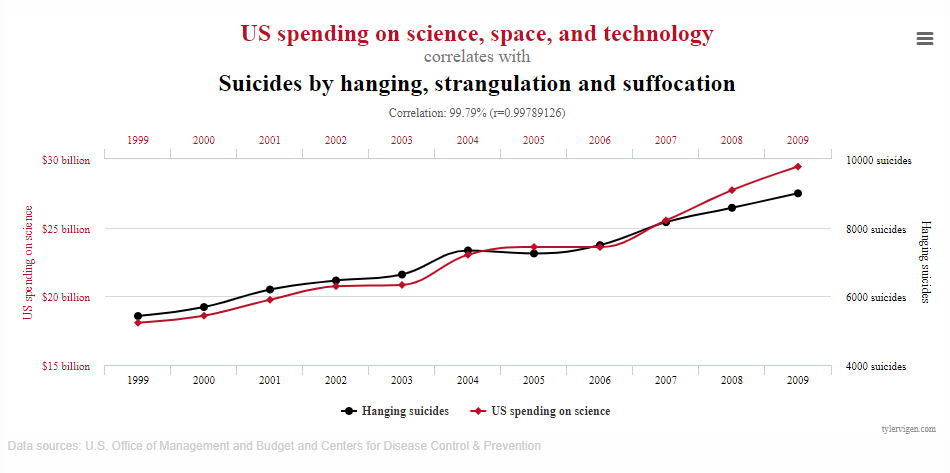 US spending on science, space, and technology
correlates with
Suicides by hanging, strangulation and suffocation
Correlation: 99.79% (r=0.99789126)
1999 2000 2001 2002 2003 2004 2005 2006 2007 2008 2009
$30 billion 10000 suicides
$25 billion 8000 suicides
$20 billion 6000 suicides
$15 billion 4000 suicides
US spending on science
Hanging suicides
1999 2000 2001 2002 2003 2004 2005 2006 2007 2008 2009
Hanging suicides US spending on science
tylervigen.com
Data sources: U.S. Office of Management and Budget and Centers for Disease Control & Prevention